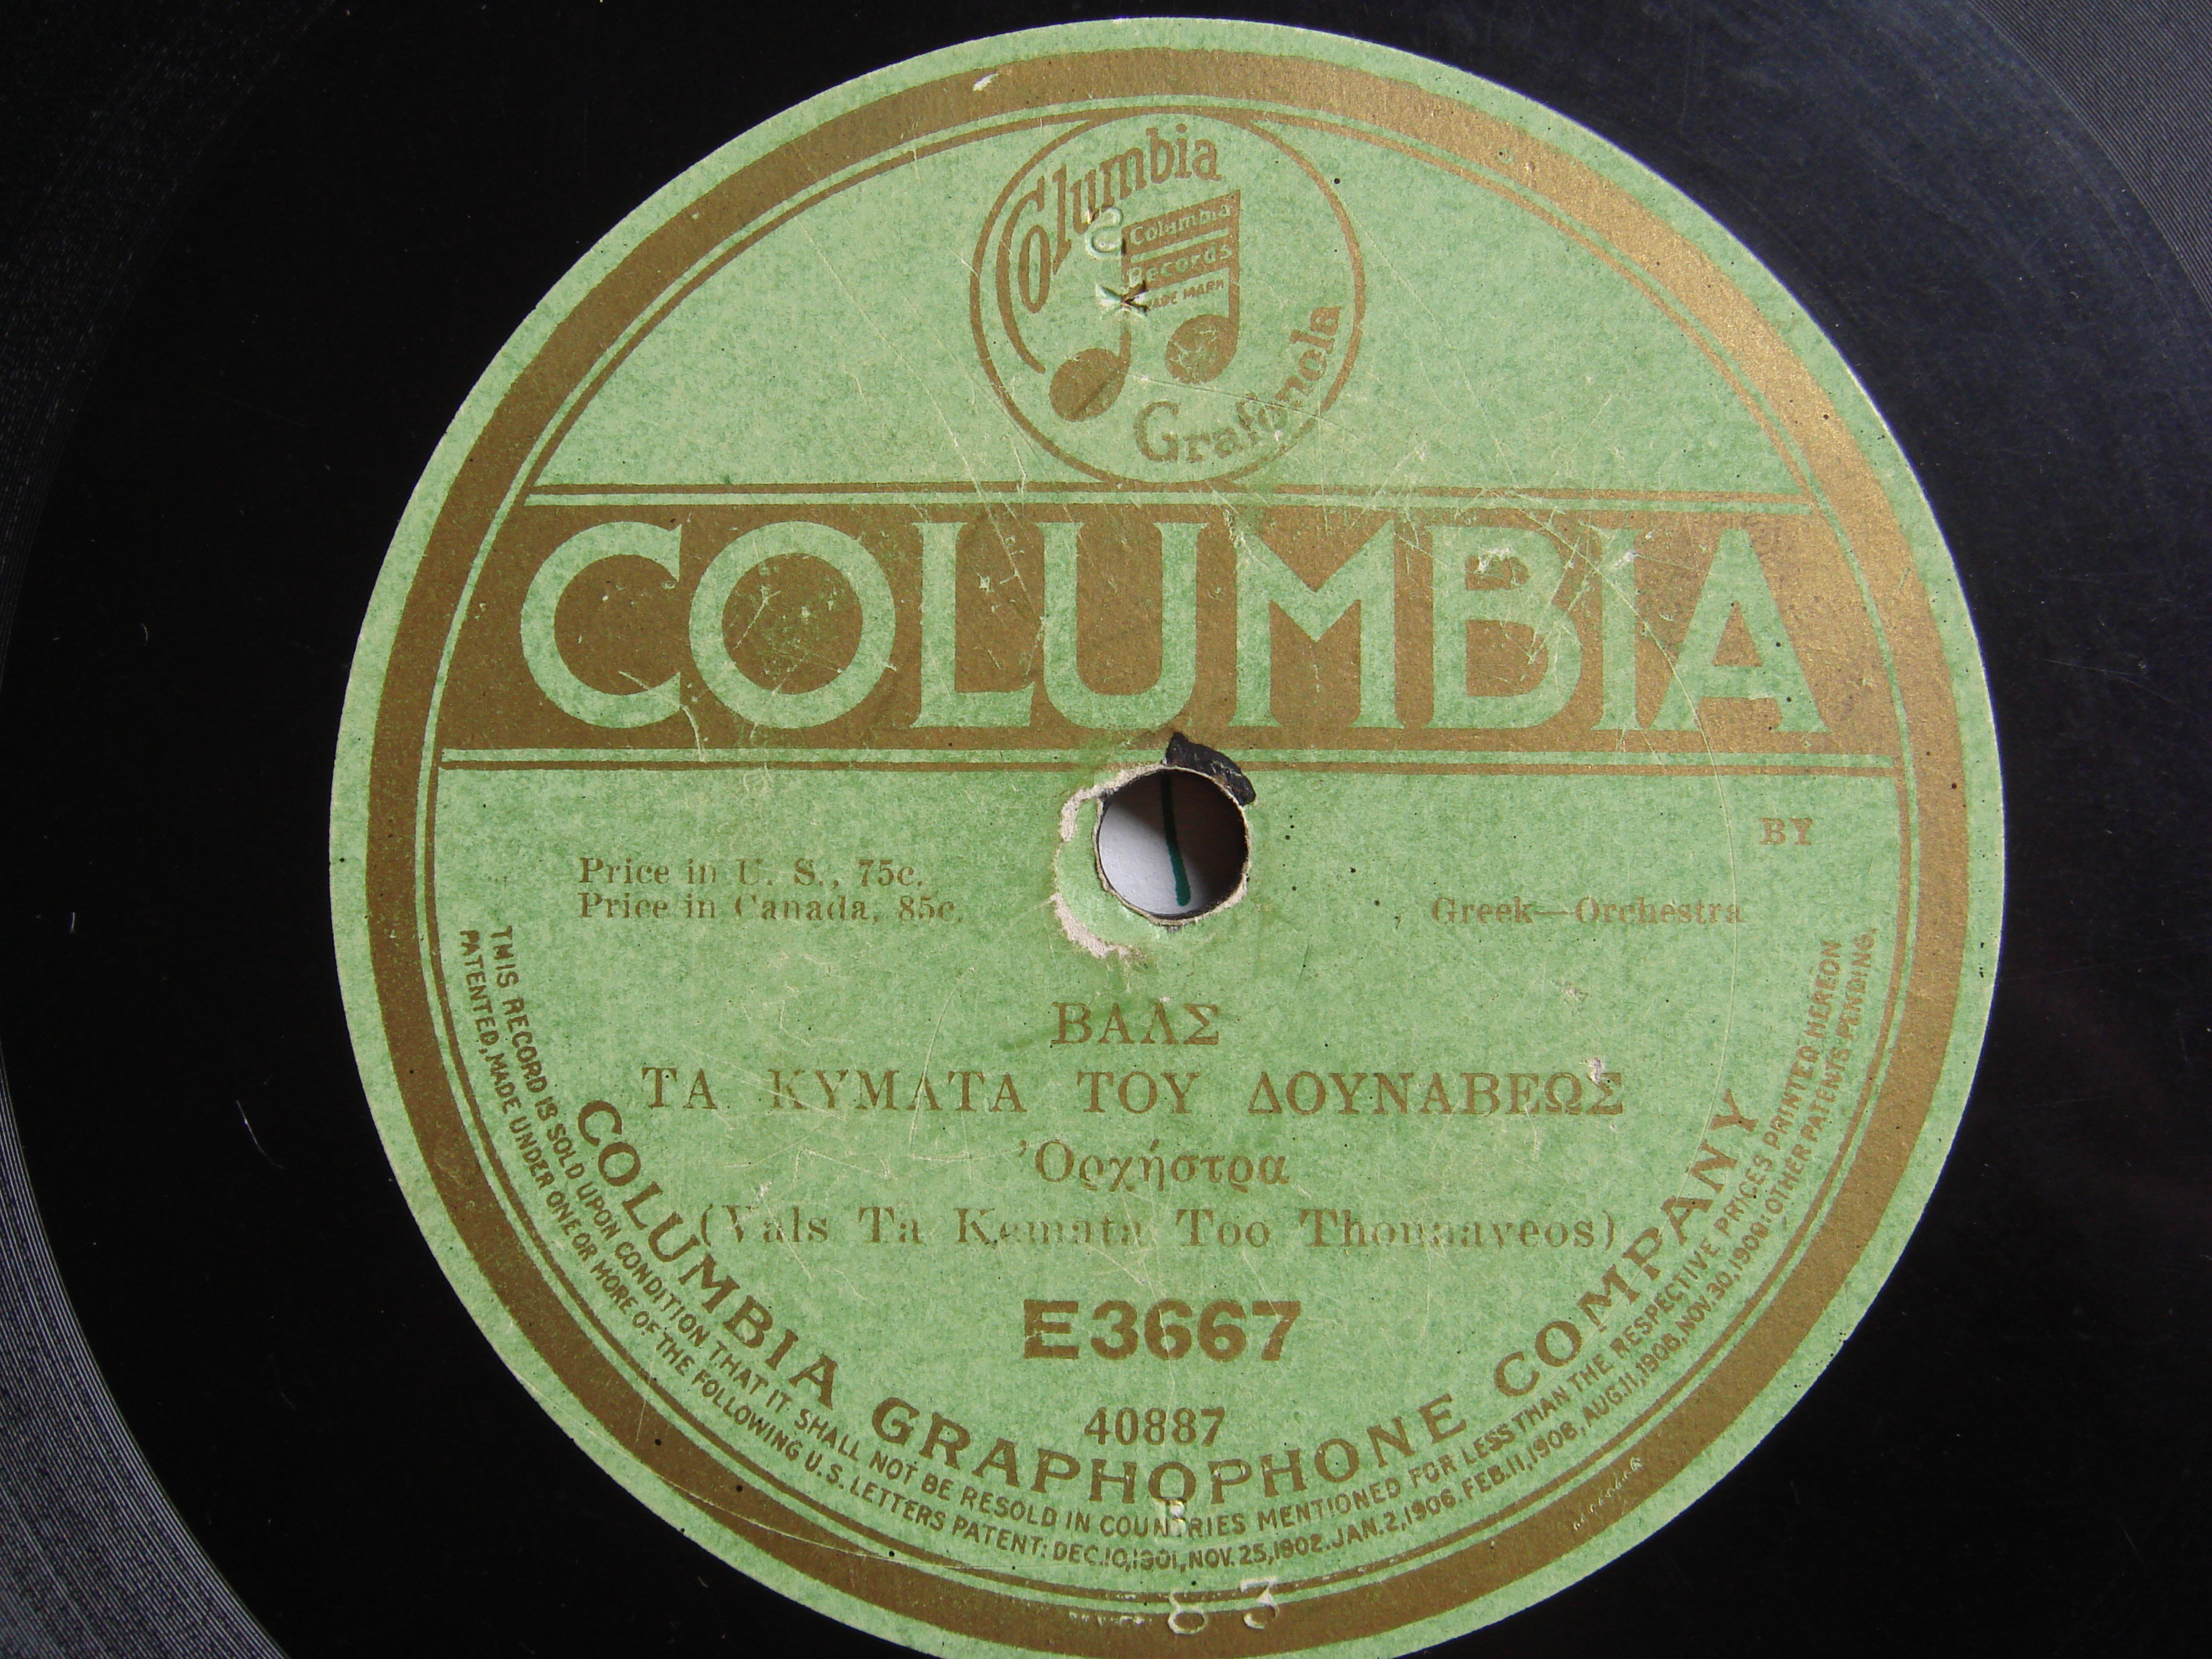 Columbia
Columbia
Records
TRADE MARK
Grafonola
COLUMBIA
BY
Price in U. S., 75c.
Price in Canada, 85c.
Greek—Orchestra
ΒΑΛΣ
ΤΑ ΚΥΜΑΤΑ ΤΟΥ ΔΟΥΝΑΒΕΩΣ
Ὀρχήστρα
(Vals Ta Kemata Too Thounaveos)
E3667
40887
COLUMBIA GRAPHOPHONE COMPANY
THIS RECORD IS SOLD UPON CONDITION THAT IT SHALL NOT BE RESOLD IN COUNTRIES MENTIONED FOR LESS THAN THE RESPECTIVE PRICES PRINTED HEREON
PATENTED, MADE UNDER ONE OR MORE OF THE FOLLOWING U.S. LETTERS PATENT: DEC.10,1901, NOV. 25,1902. JAN.2,1906. FEB.11,1908, AUG.11,1908, NOV.30,1908: OTHER PATENTS PENDING.
B
83